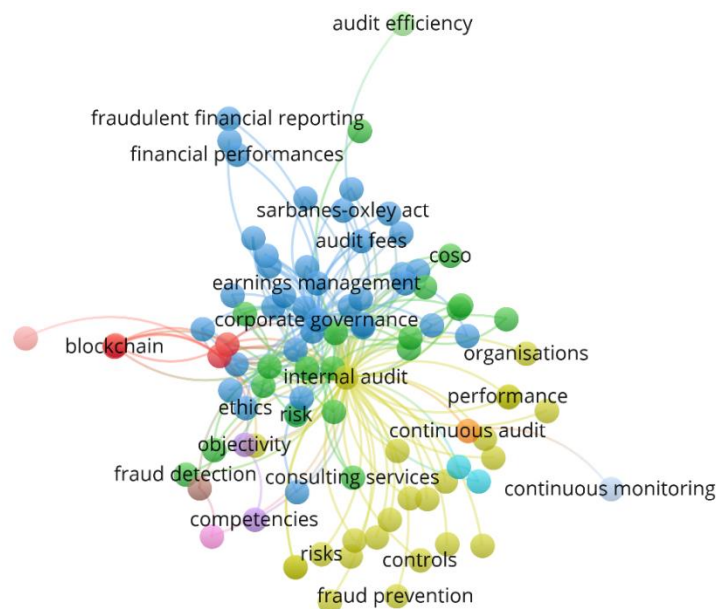 audit efficiency
fraudulent financial reporting
financial performances
sarbanes-oxley act
audit fees
coso
earnings management
corporate governance
blockchain
organisations
internal audit
performance
ethics
risk
continuous audit
objectivity
fraud detection
consulting services
continuous monitoring
competencies
risks
controls
fraud prevention